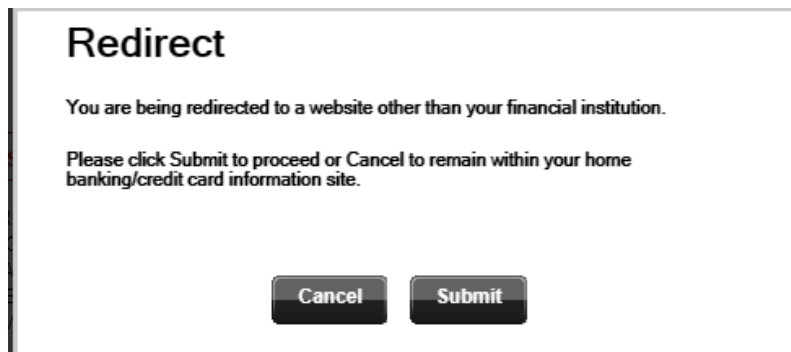 Redirect
You are being redirected to a website other than your financial institution.
Please click Submit to proceed or Cancel to remain within your home
banking/credit card information site.
Cancel Submit